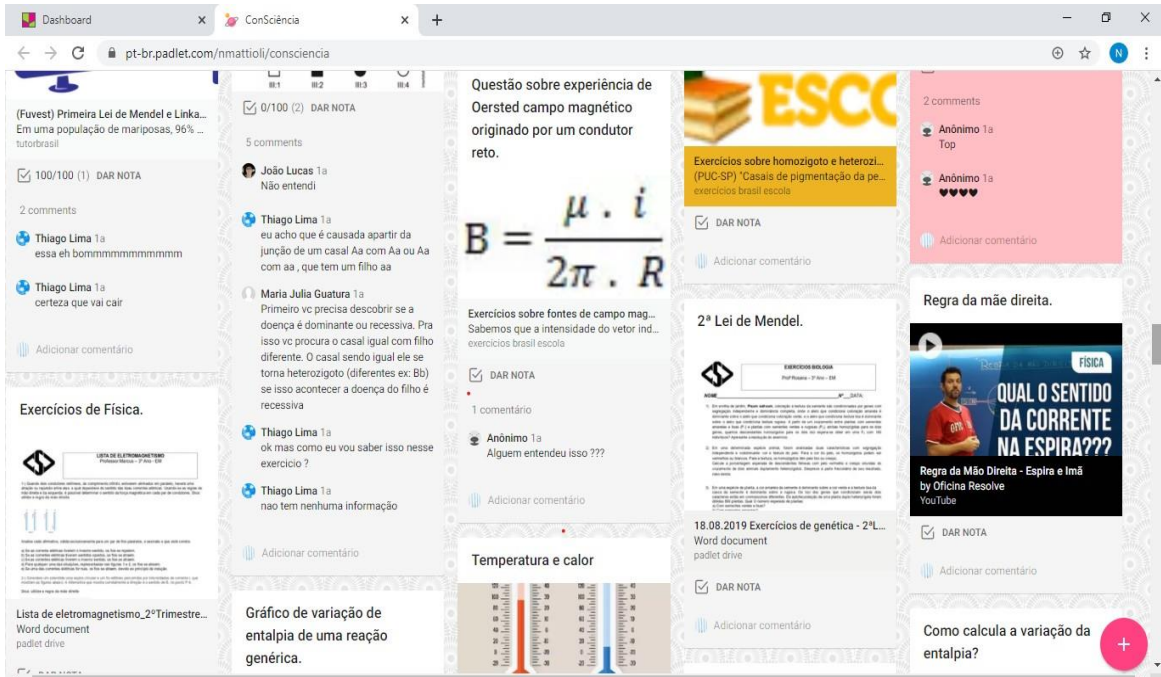 Dashboard
ConSciência
pt-br.padlet.com/nmattioli/consciencia
N
(Fuvest) Primeira Lei de Mendel e Linka...
Em uma população de mariposas, 96% ...
tutorbrasil
100/100 (1) DAR NOTA
2 comments
Thiago Lima 1a
essa eh bommmmmmmmmmm
Thiago Lima 1a
certeza que vai cair
Adicionar comentário
Exercícios de Física.
LISTA DE ELETROMAGNETISMO
Lista de eletromagnetismo_2ºTrimestre...
Word document
padlet drive
III:1 III:2 III:3 III:4
0/100 (2) DAR NOTA
5 comments
João Lucas 1a
Não entendi
Thiago Lima 1a
eu acho que é causada apartir da
junção de um casal Aa com Aa ou Aa
com aa , que tem um filho aa
Maria Julia Guatura 1a
Primeiro vc precisa descobrir se a
doença é dominante ou recessiva. Pra
isso vc procura o casal igual com filho
diferente. O casal sendo igual ele se
torna heterozigoto (diferentes ex: Bb)
se isso acontecer a doença do filho é
recessiva
Thiago Lima 1a
ok mas como eu vou saber isso nesse
exercicio ?
Thiago Lima 1a
nao tem nenhuma informação
Adicionar comentário
Gráfico de variação de
entalpia de uma reação
genérica.
Questão sobre experiência de
Oersted campo magnético
originado por um condutor
reto.
B = μ . i / 2π . R
Exercícios sobre fontes de campo mag...
Sabemos que a intensidade do vetor ind...
exercicios brasil escola
DAR NOTA
1 comentário
Anônimo 1a
Alguem entendeu isso ???
Adicionar comentário
Temperatura e calor
ESCO
Exercícios sobre homozigoto e heterozi...
(PUC-SP) "Casais de pigmentação da pe...
exercicios brasil escola
DAR NOTA
Adicionar comentário
2ª Lei de Mendel.
EXERCÍCIOS BIOLOGIA
18.08.2019 Exercícios de genética - 2ªL...
Word document
padlet drive
DAR NOTA
Adicionar comentário
2 comments
Anônimo 1a
Top
Anônimo 1a
♥♥♥♥
Adicionar comentário
Regra da mãe direita.
FÍSICA
QUAL O SENTIDO
DA CORRENTE
NA ESPIRA???
Regra da Mão Direita - Espira e Imã
by Oficina Resolve
YouTube
DAR NOTA
Adicionar comentário
Como calcula a variação da
entalpia?